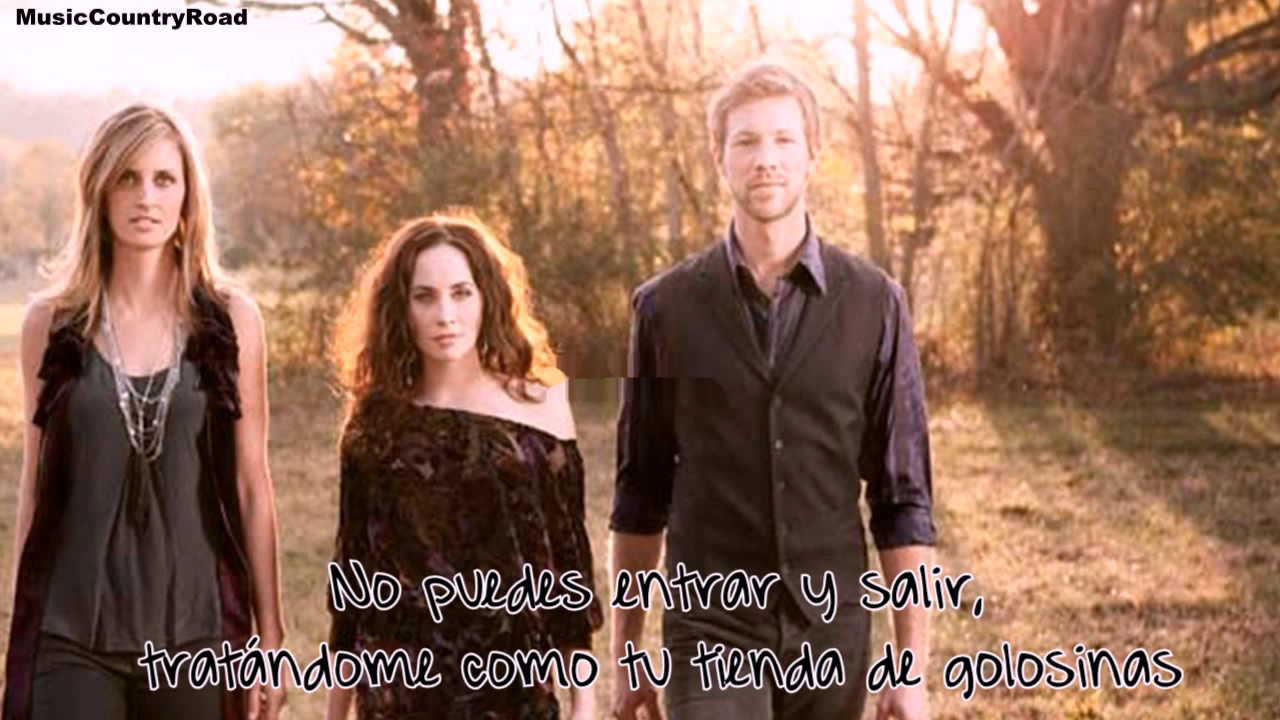 MusicCountryRoad
No puedes entrar y salir,
tratándome como tu tienda de golosinas